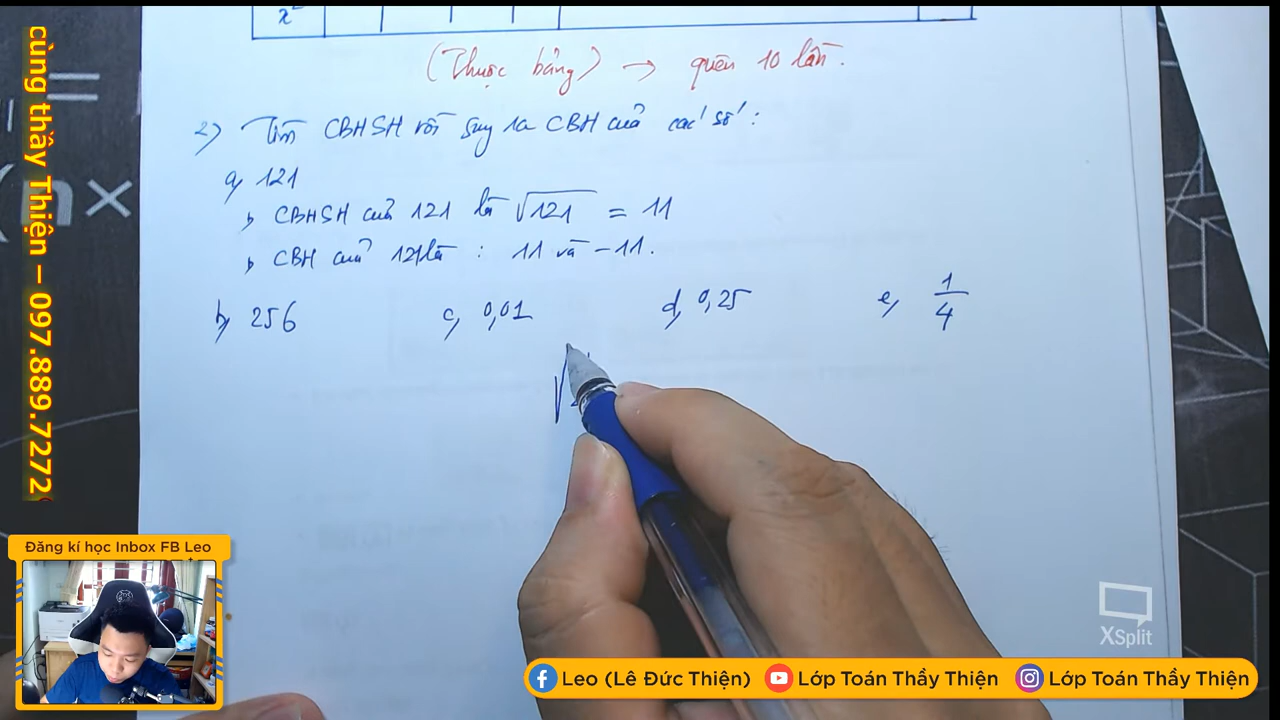 x²
(Thuộc bảng) → quên 10 lần.
2) Tìm CBHSH rồi suy ra CBH của các số :
a, 121
CBHSH của 121 là √121 = 11
CBH của 121 là : 11 và -11.
b, 256 c, 0,01 d, 0,25 e, 1/4
√
cùng thầy Thiện – 097.889.7272
Đăng kí học Inbox FB Leo
XSplit
Leo (Lê Đức Thiện) Lớp Toán Thầy Thiện Lớp Toán Thầy Thiện